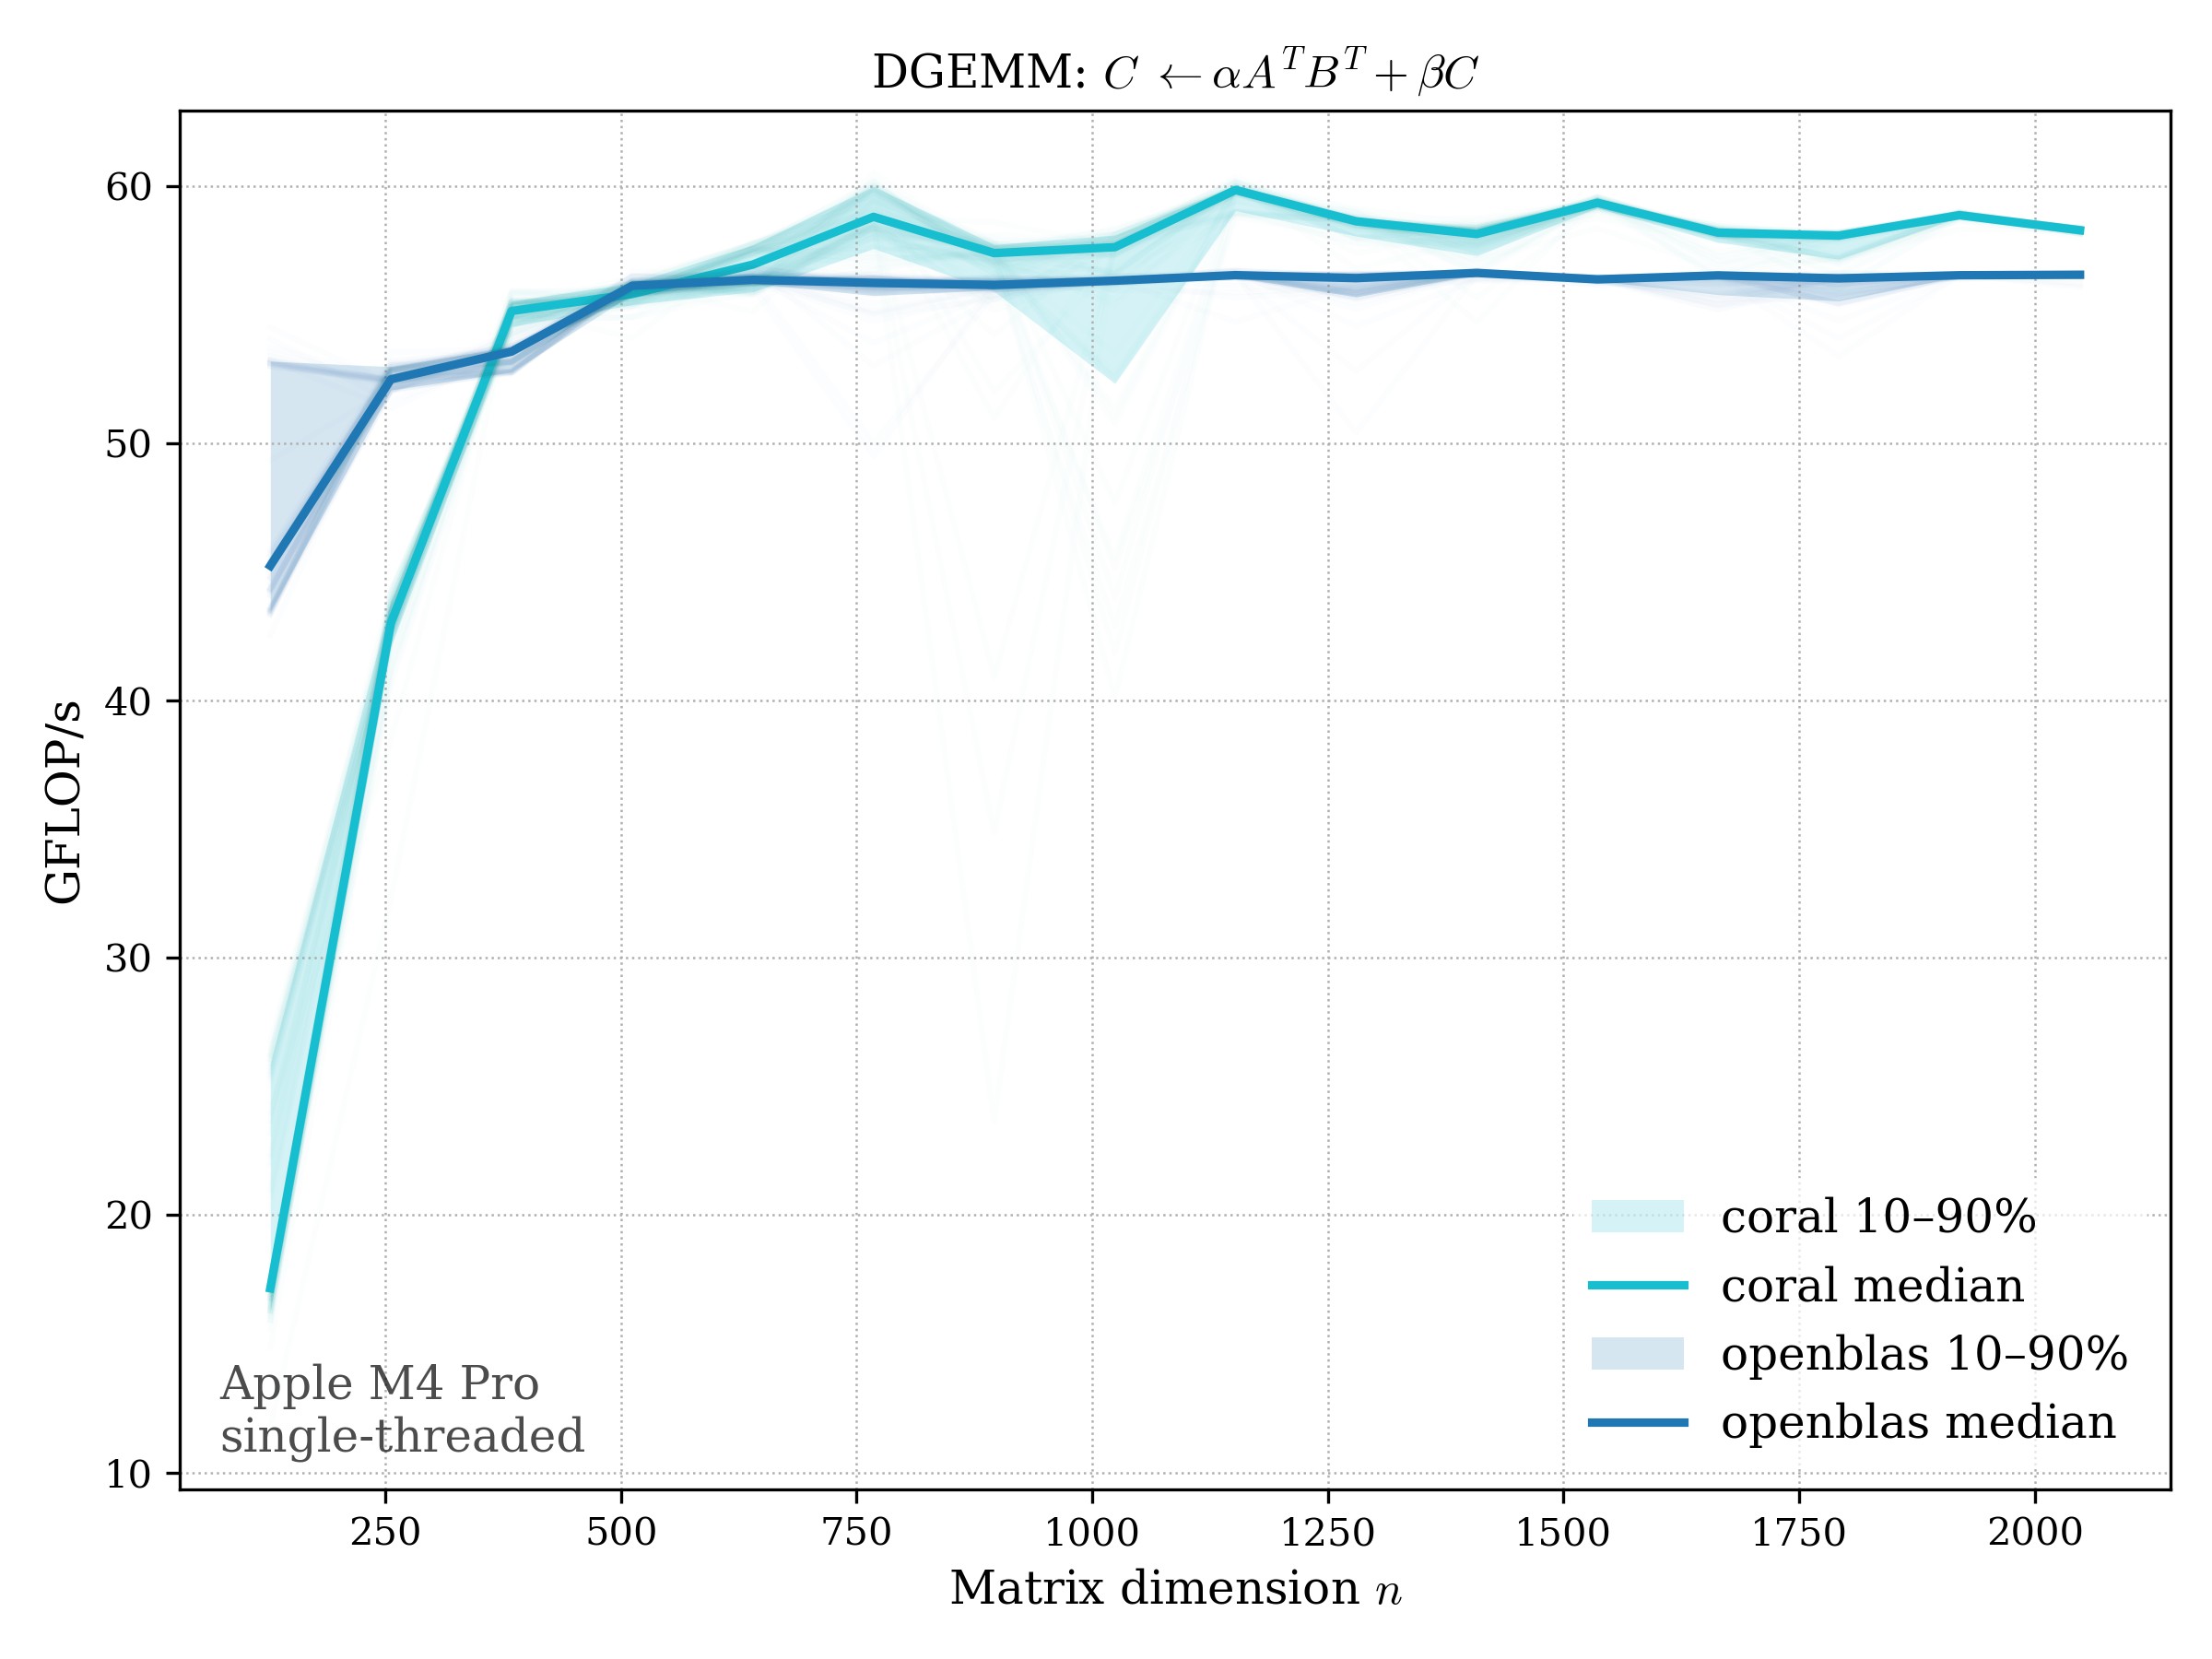 DGEMM: C ← αAᵀBᵀ + βC
GFLOP/s
60
50
40
30
20
10
coral 10–90%
coral median
openblas 10–90%
openblas median
Apple M4 Pro
single-threaded
250 500 750 1000 1250 1500 1750 2000
Matrix dimension n